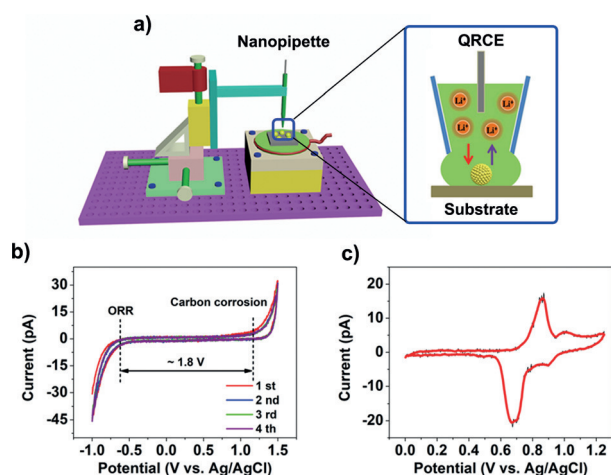 a)
Nanopipette
QRCE
Li⁺ Li⁺
Li⁺ Li⁺
Substrate
b)
ORR
Carbon corrosion
~ 1.8 V
1 st
2 nd
3 rd
4 th
30
15
0
-15
-30
-45
Current (pA)
-1.0 -0.5 0.0 0.5 1.0 1.5
Potential (V vs. Ag/AgCl)
c)
20
10
0
-10
-20
Current (pA)
0.0 0.2 0.4 0.6 0.8 1.0 1.2
Potential (V vs. Ag/AgCl)